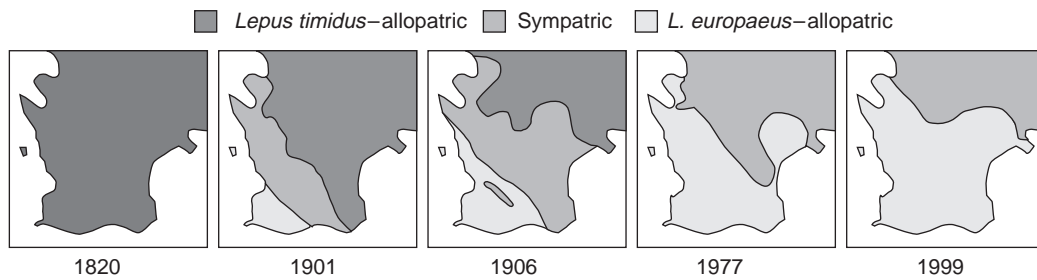 Lepus timidus–allopatric Sympatric L. europaeus–allopatric
1820 1901 1906 1977 1999